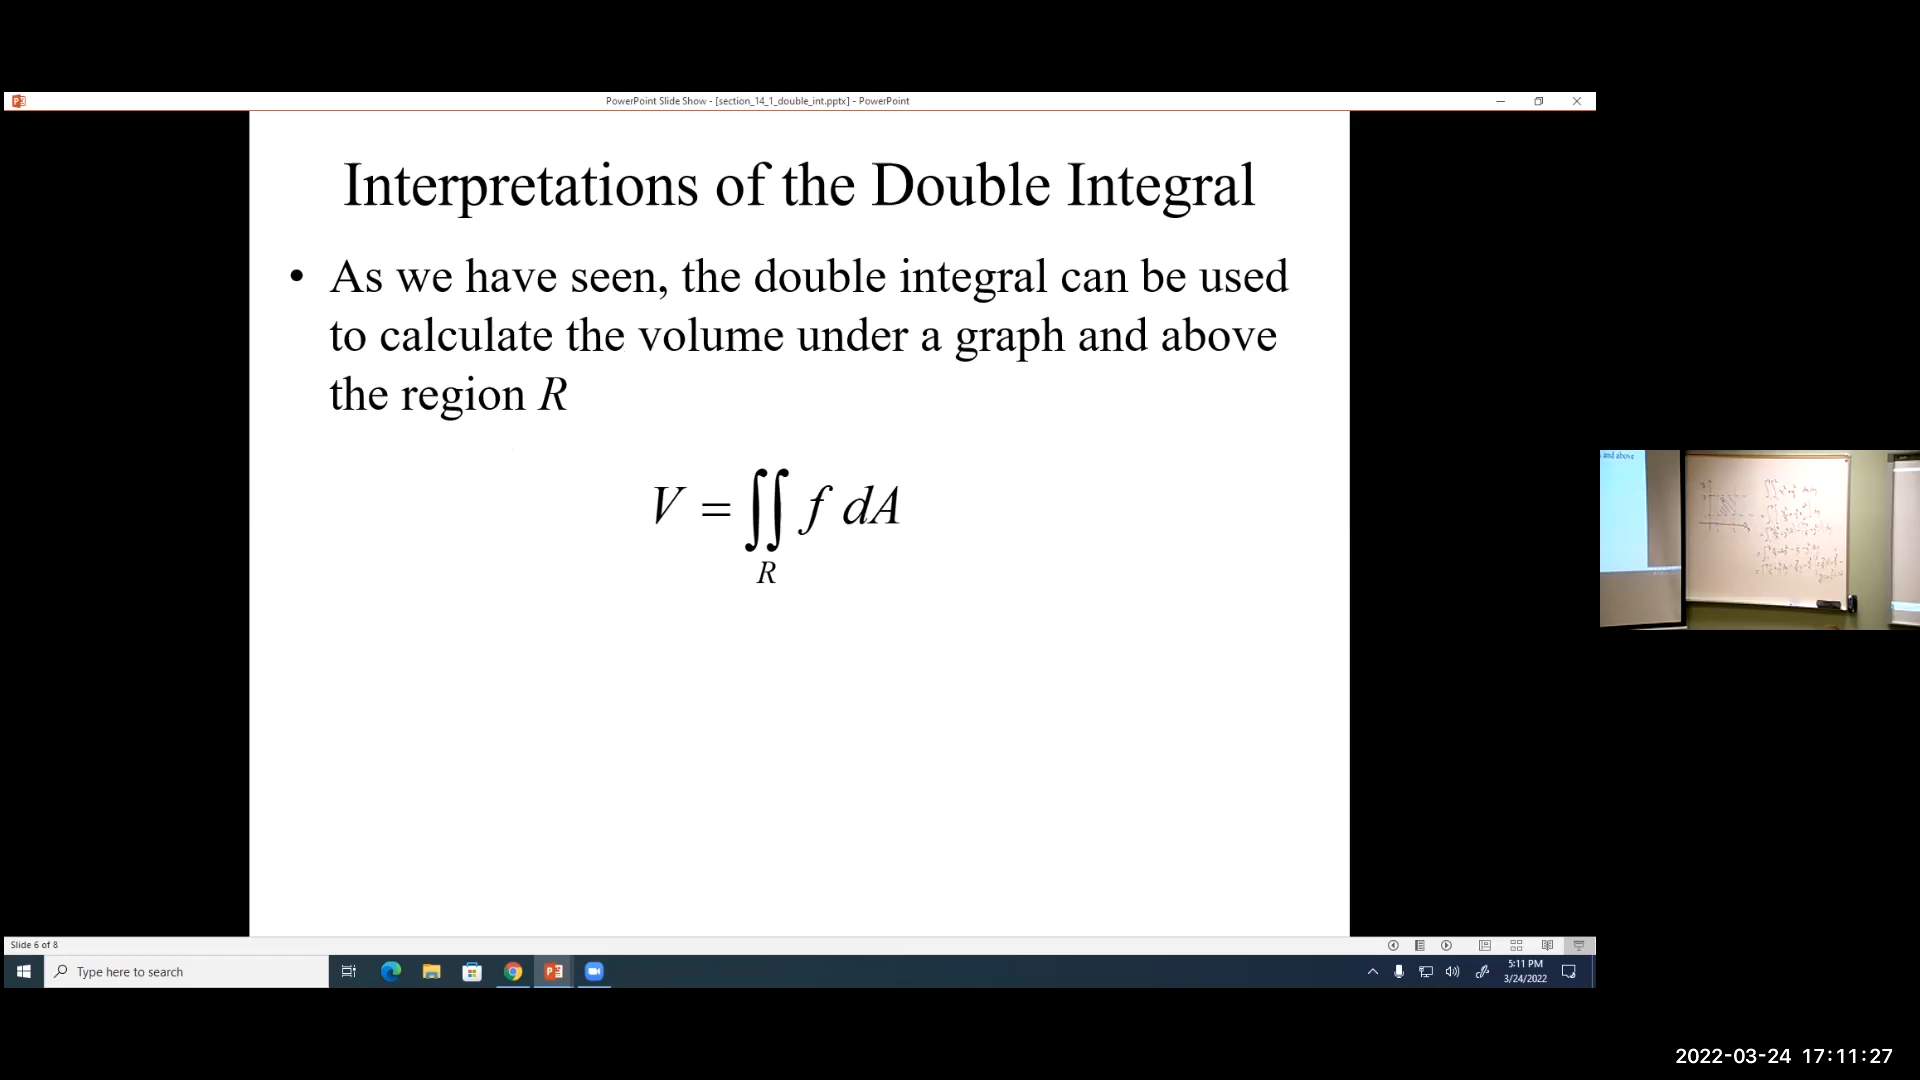 PowerPoint Slide Show - [section_14_1_double_int.pptx] - PowerPoint
Interpretations of the Double Integral
• As we have seen, the double integral can be used
to calculate the volume under a graph and above
the region R
V = ∬ f dA
R
and above
Slide 6 of 8
Type here to search
5:11 PM
3/24/2022
2022-03-24 17:11:27